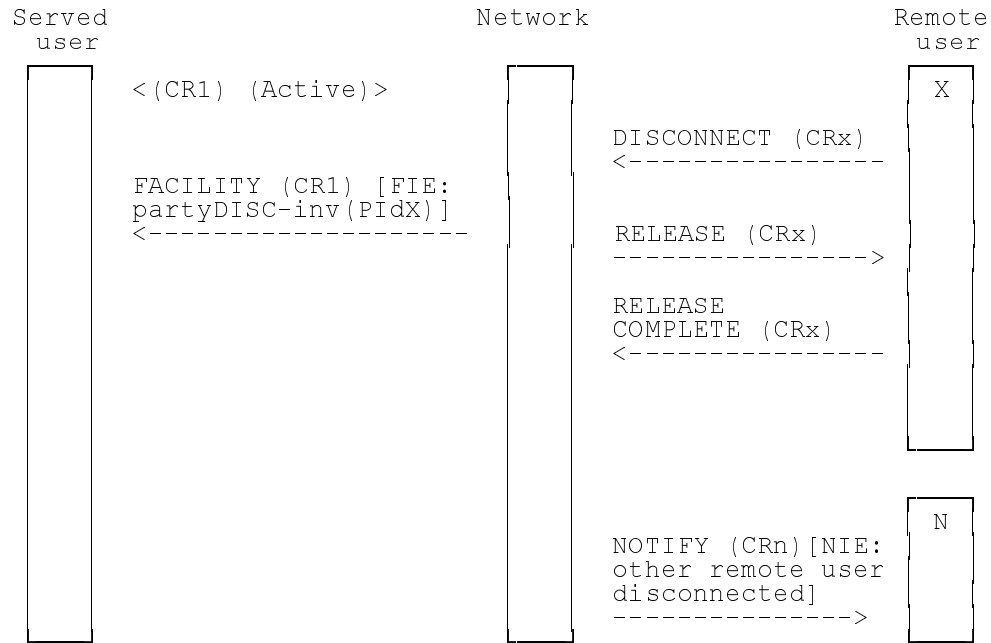 Served user
Network
Remote user
<(CR1) (Active)>
X
DISCONNECT (CRx)
<----------------
FACILITY (CR1) [FIE:
partyDISC-inv(PIdX)]
<---------------------
RELEASE (CRx)
---------------->
RELEASE
COMPLETE (CRx)
<----------------
N
NOTIFY (CRn)[NIE:
other remote user
disconnected]
--------------->